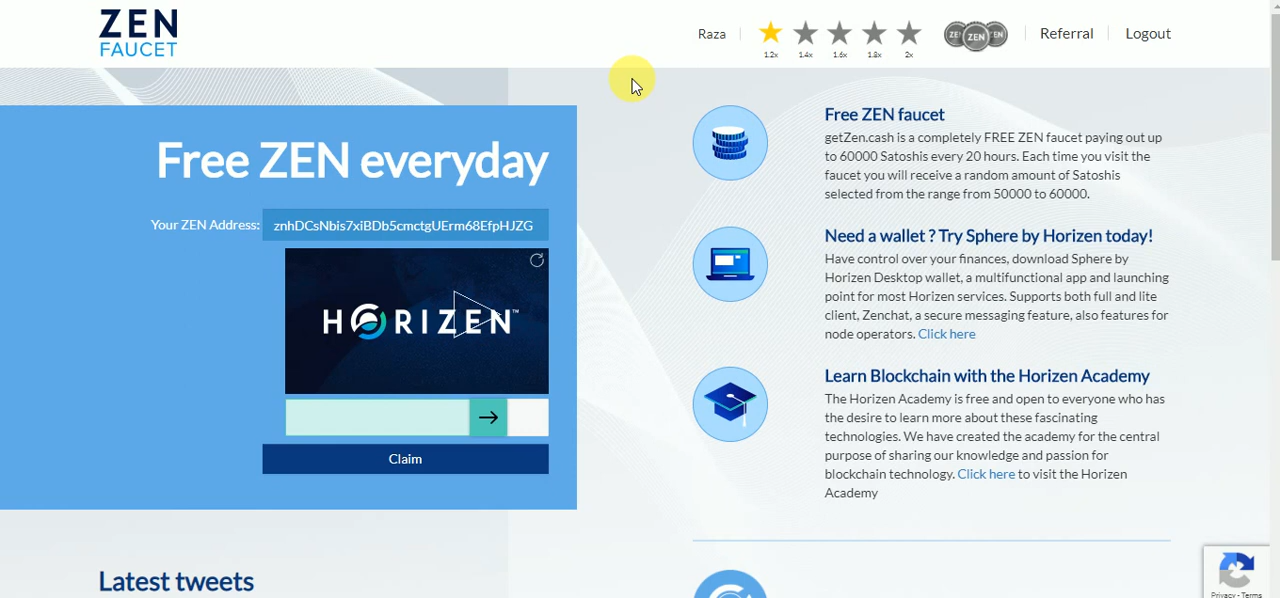 ZEN
FAUCET
Raza
1.2x
1.4x
1.6x
1.8x
2x
ZEN
Referral
Logout
Free ZEN everyday
Your ZEN Address:
znhDCsNbis7xiBDb5cmctgUErm68EfpHJZG
HORIZEN™
Claim
Latest tweets
Free ZEN faucet
getZen.cash is a completely FREE ZEN faucet paying out up
to 60000 Satoshis every 20 hours. Each time you visit the
faucet you will receive a random amount of Satoshis
selected from the range from 50000 to 60000.
Need a wallet ? Try Sphere by Horizen today!
Have control over your finances, download Sphere by
Horizen Desktop wallet, a multifunctional app and launching
point for most Horizen services. Supports both full and lite
client, Zenchat, a secure messaging feature, also features for
node operators. Click here
Learn Blockchain with the Horizen Academy
The Horizen Academy is free and open to everyone who has
the desire to learn more about these fascinating
technologies. We have created the academy for the central
purpose of sharing our knowledge and passion for
blockchain technology. Click here to visit the Horizen
Academy
Privacy - Terms